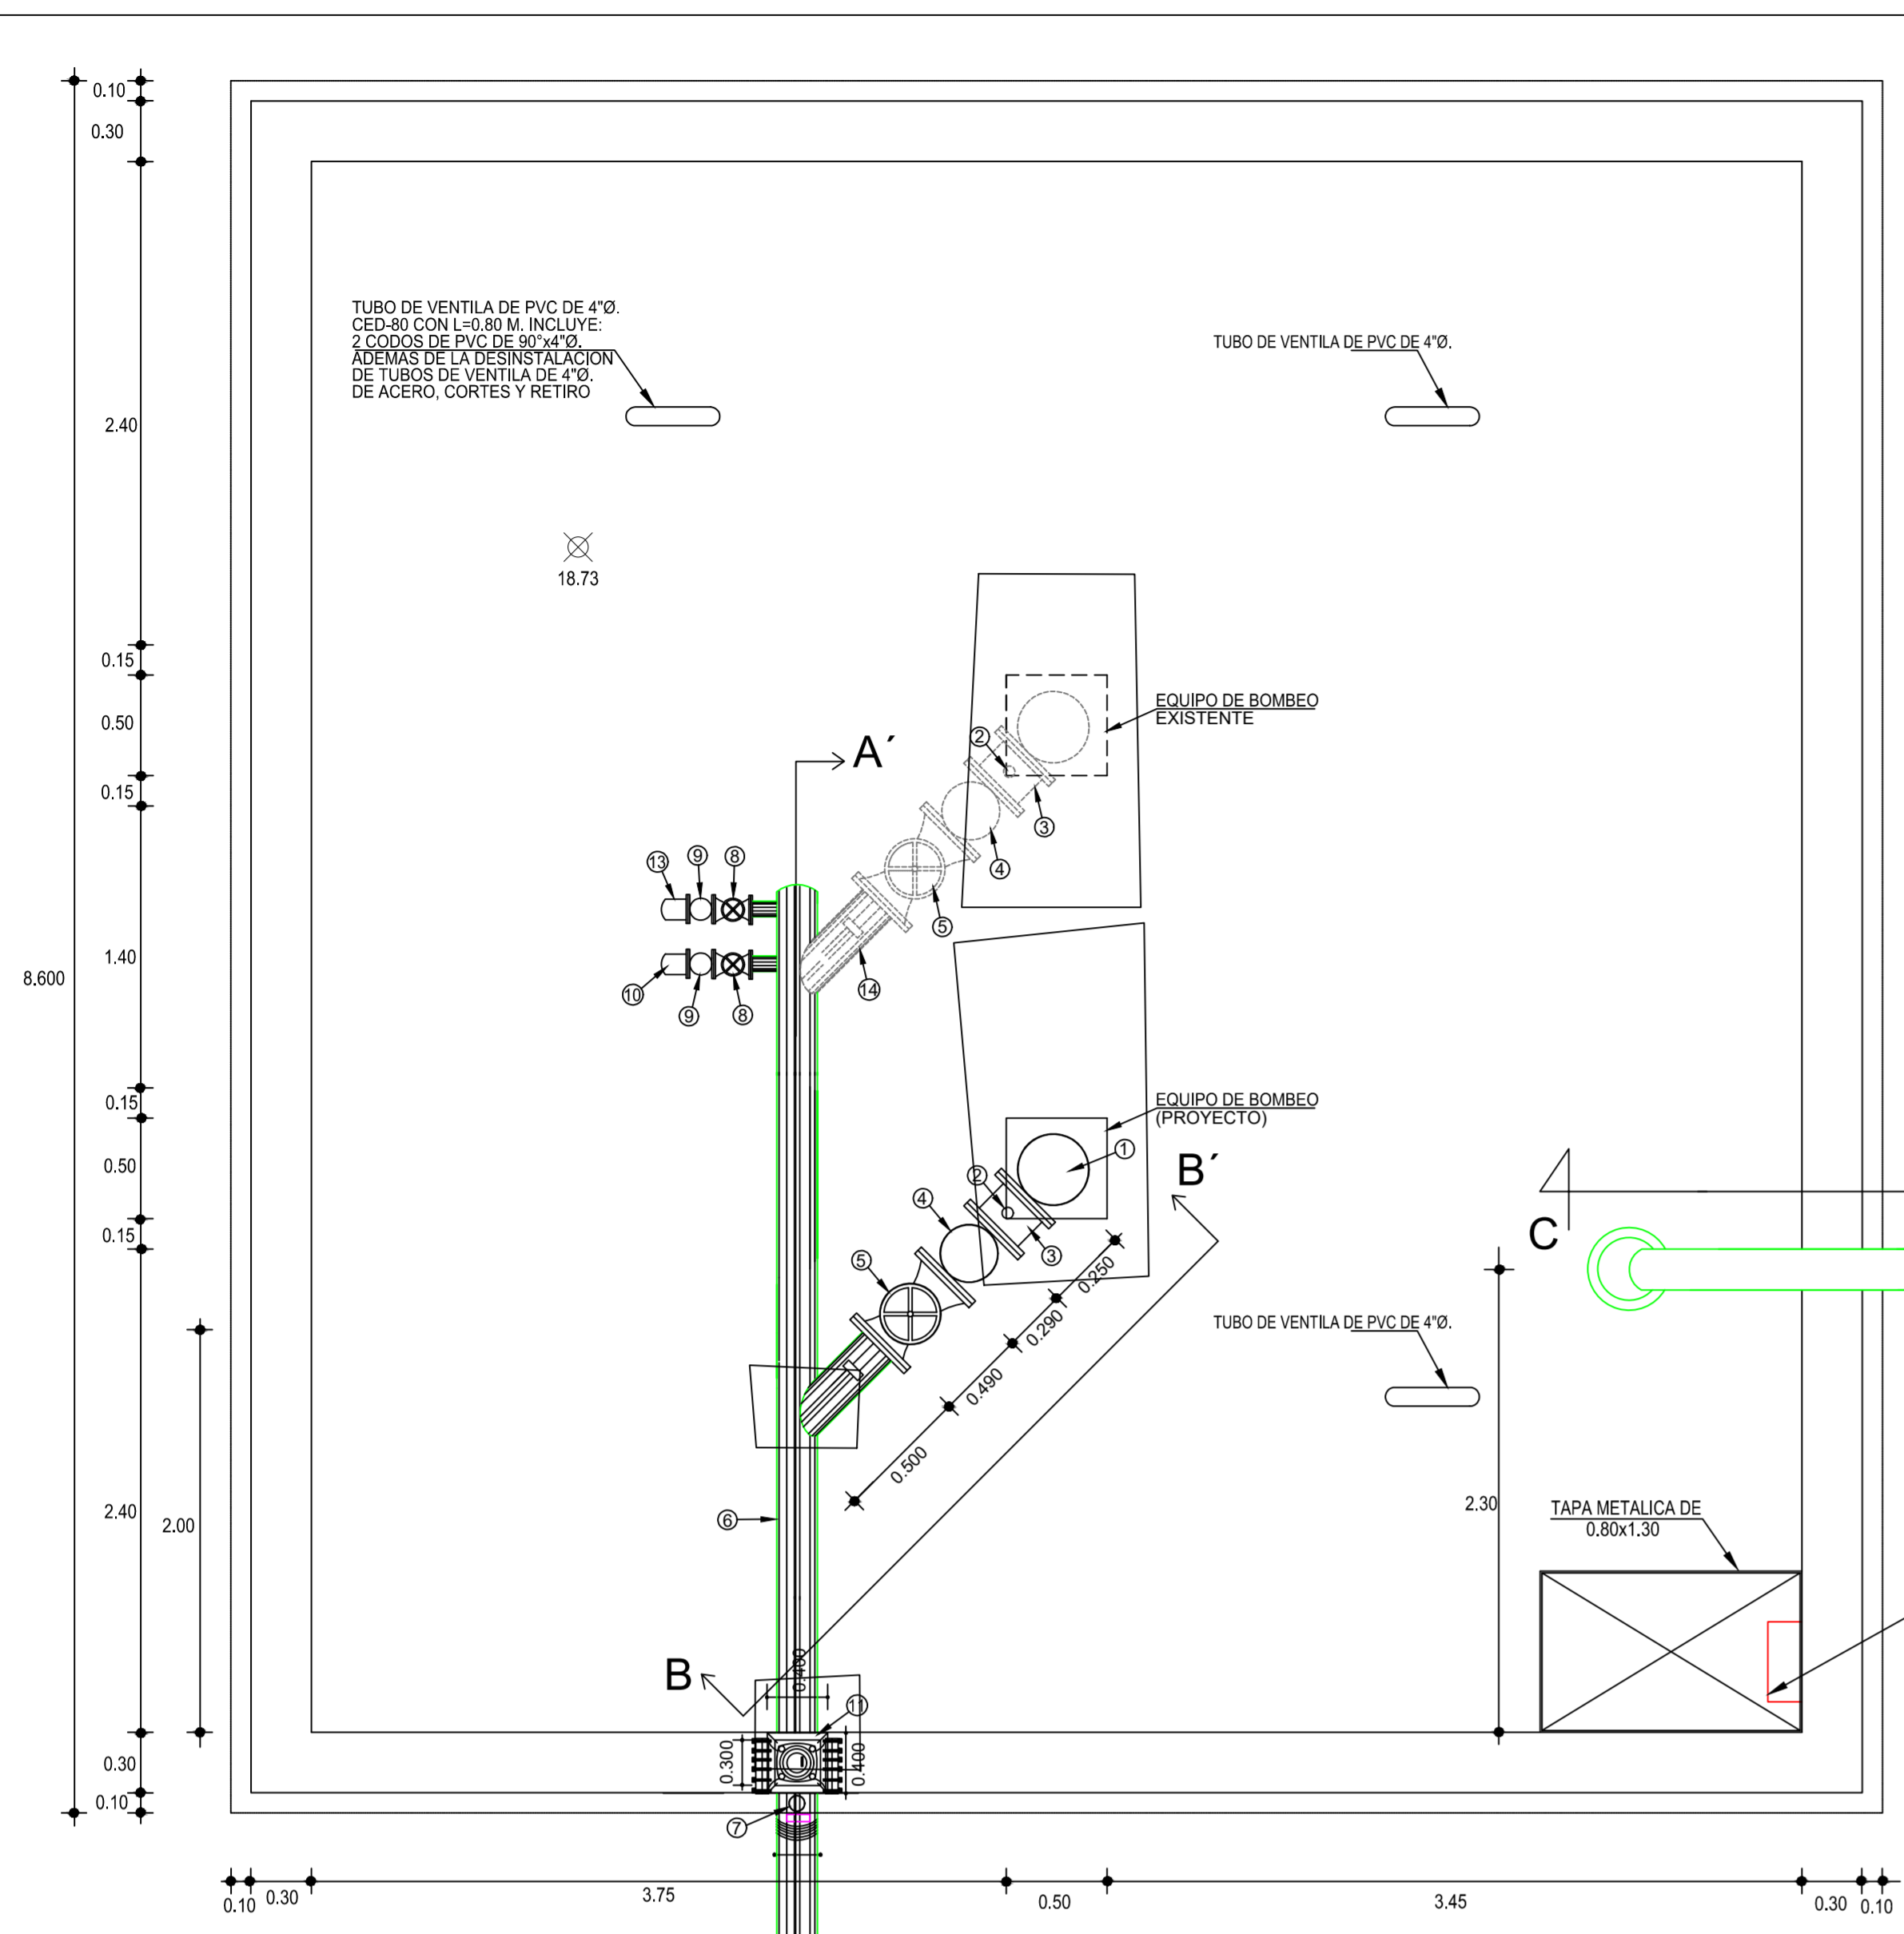 0.10
0.30
TUBO DE VENTILA DE PVC DE 4"Ø.
CED-80 CON L=0.80 M. INCLUYE:
2 CODOS DE PVC DE 90°x4"Ø.
ADEMAS DE LA DESINSTALACION
DE TUBOS DE VENTILA DE 4"Ø.
DE ACERO, CORTES Y RETIRO
TUBO DE VENTILA DE PVC DE 4"Ø.
2.40
18.73
0.15
0.50
0.15
EQUIPO DE BOMBEO
EXISTENTE
A´
2
3
4
5
14
13
9
8
10
9
8
1.40
8.600
0.15
0.50
0.15
EQUIPO DE BOMBEO
(PROYECTO)
1
B´
2
4
3
5
C
0.250
0.290
0.490
0.500
TUBO DE VENTILA DE PVC DE 4"Ø.
2.40
2.00
6
2.30
TAPA METALICA DE
0.80x1.30
B
0.400
11
0.300
0.400
0.30
0.10
7
0.10
0.30
3.75
0.50
3.45
0.30
0.10